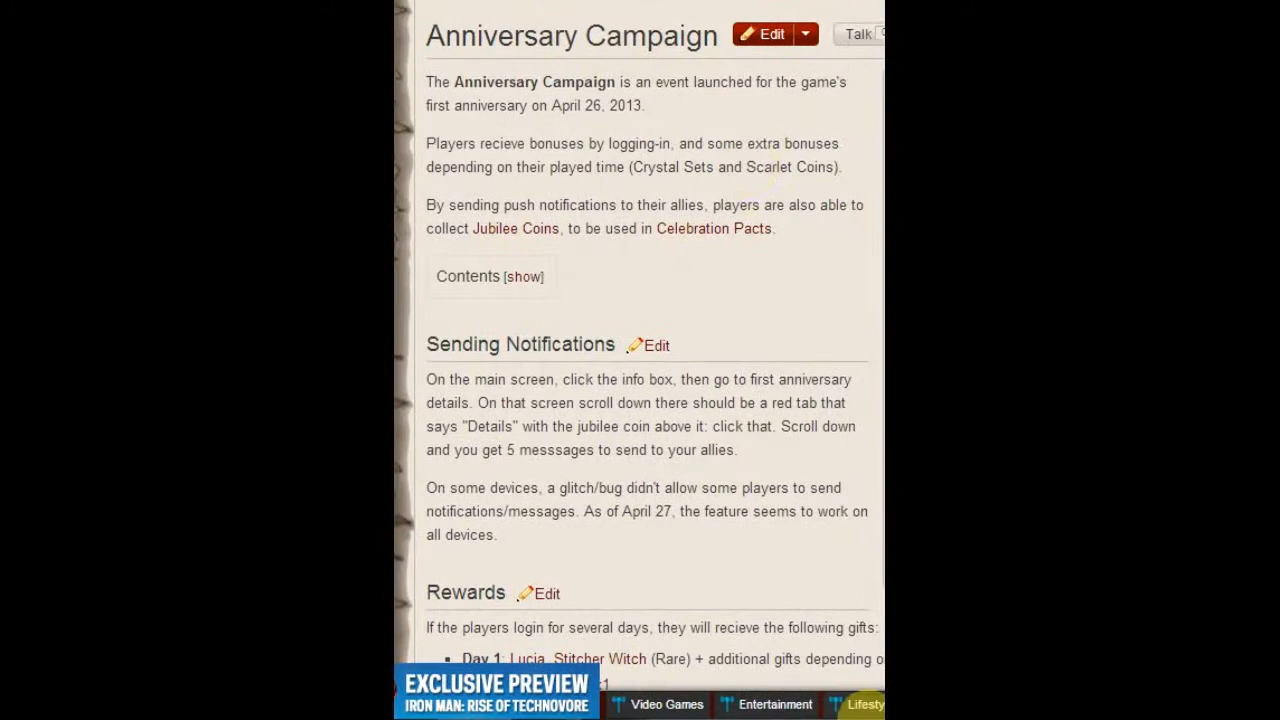 Anniversary Campaign Edit Talk
The Anniversary Campaign is an event launched for the game's
first anniversary on April 26, 2013.
Players recieve bonuses by logging-in, and some extra bonuses
depending on their played time (Crystal Sets and Scarlet Coins).
By sending push notifications to their allies, players are also able to
collect Jubilee Coins, to be used in Celebration Pacts.
Contents [show]
Sending Notifications Edit
On the main screen, click the info box, then go to first anniversary
details. On that screen scroll down there should be a red tab that
says "Details" with the jubilee coin above it: click that. Scroll down
and you get 5 messsages to send to your allies.
On some devices, a glitch/bug didn't allow some players to send
notifications/messages. As of April 27, the feature seems to work on
all devices.
Rewards Edit
If the players login for several days, they will recieve the following gifts:
Day 1: Lucia, Stitcher Witch (Rare) + additional gifts depending o
EXCLUSIVE PREVIEW
IRON MAN: RISE OF TECHNOVORE
Video Games Entertainment Lifesty